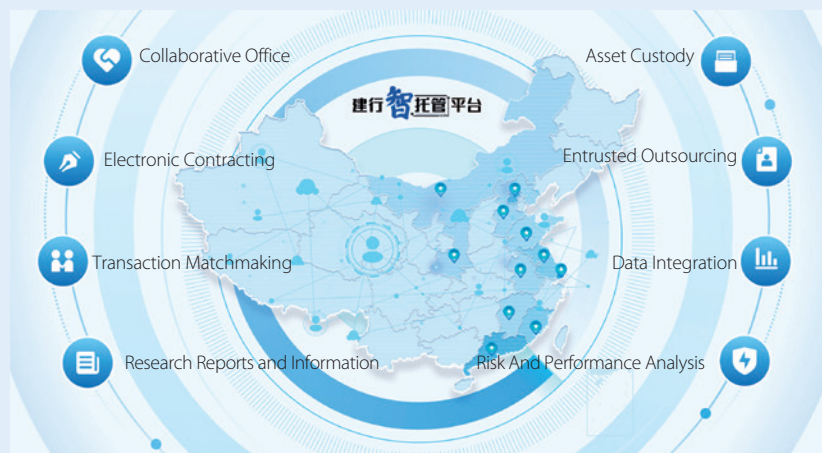 Collaborative Office
Asset Custody
建行智托管平台
Electronic Contracting
Entrusted Outsourcing
Transaction Matchmaking
Data Integration
Research Reports and Information
Risk And Performance Analysis